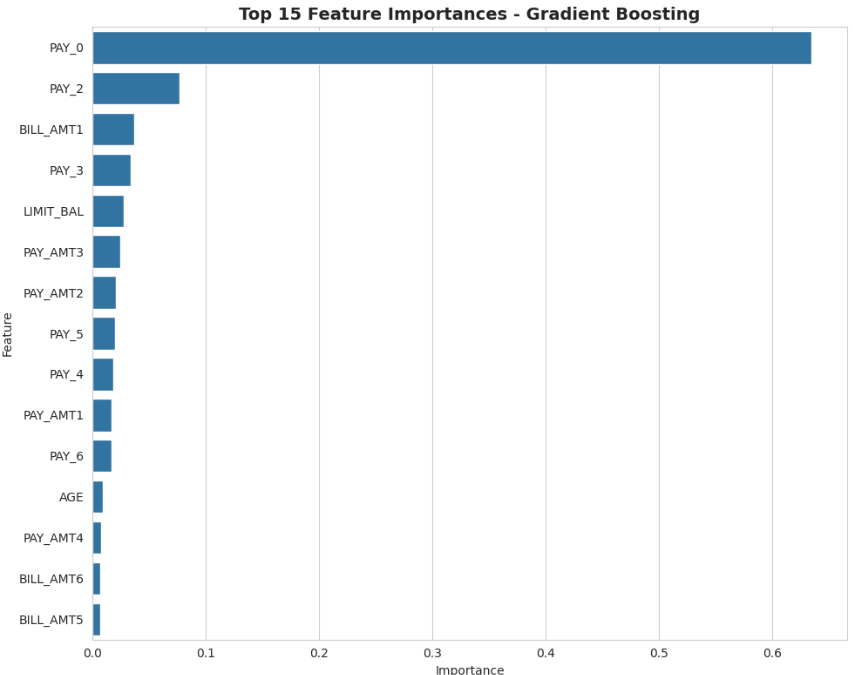 Top 15 Feature Importances - Gradient Boosting
PAY_0
PAY_2
BILL_AMT1
PAY_3
LIMIT_BAL
PAY_AMT3
PAY_AMT2
PAY_5
PAY_4
PAY_AMT1
PAY_6
AGE
PAY_AMT4
BILL_AMT6
BILL_AMT5
Feature
0.0 0.1 0.2 0.3 0.4 0.5 0.6
Importance